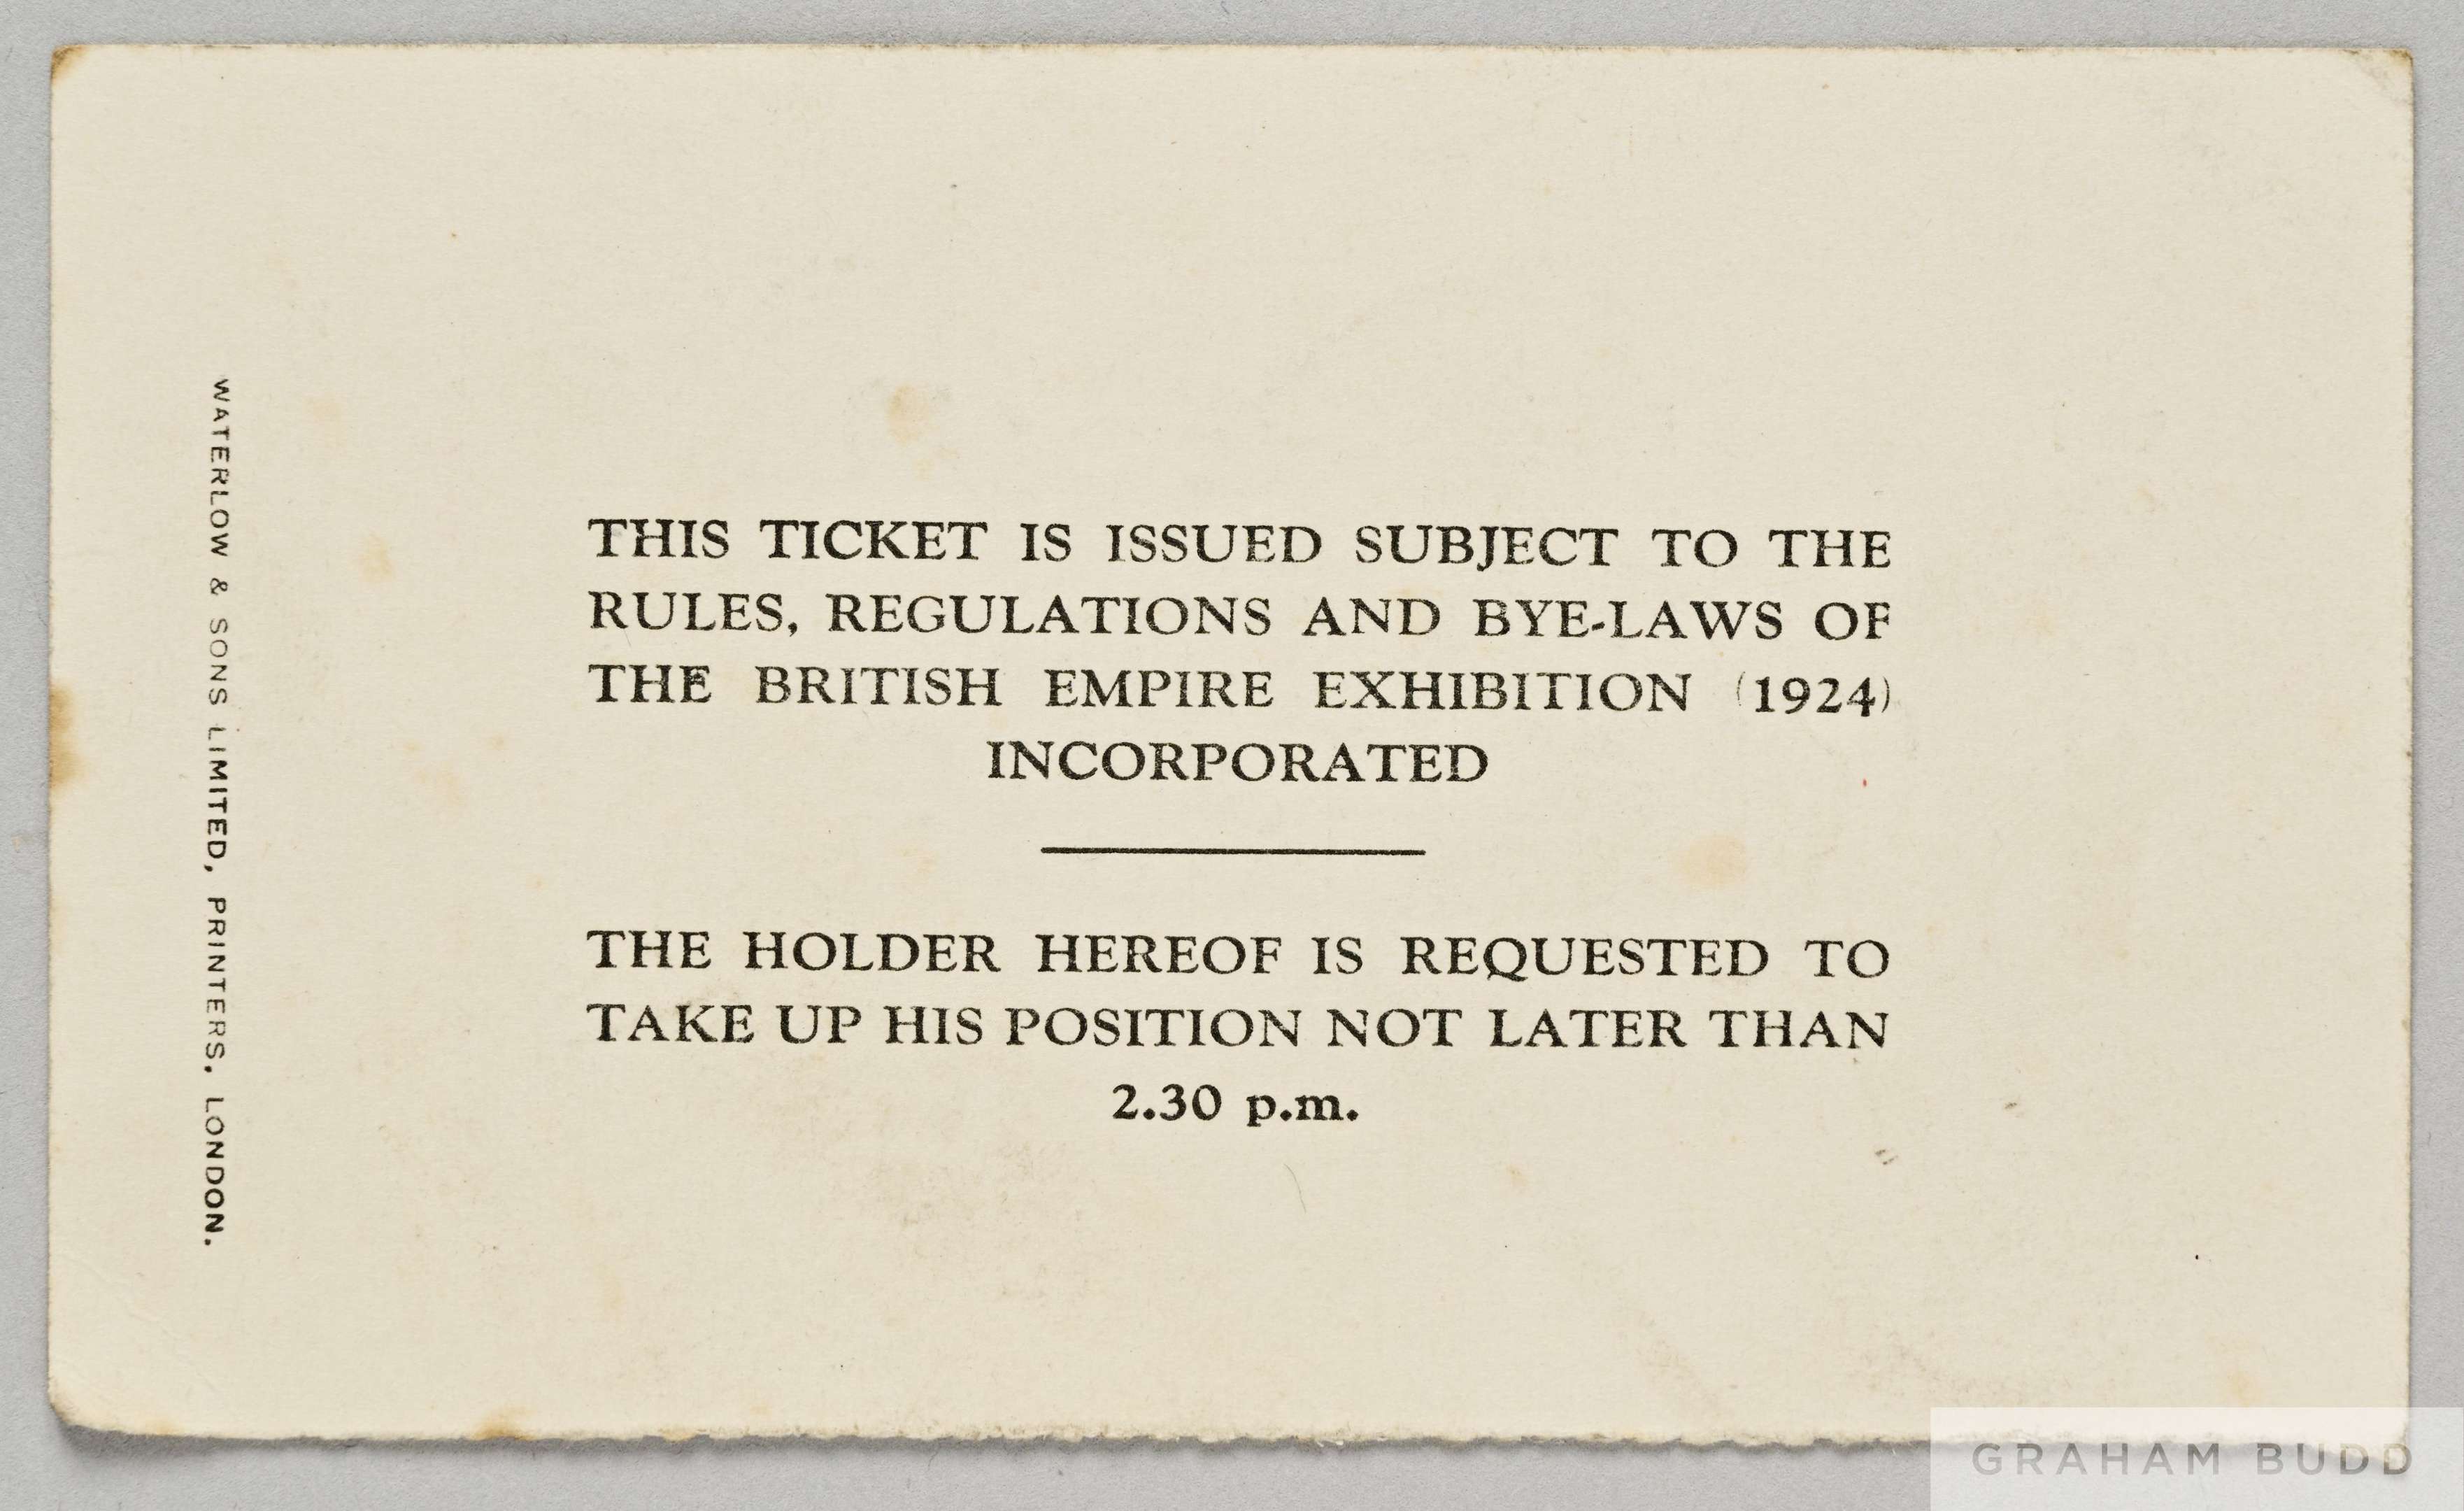 THIS TICKET IS ISSUED SUBJECT TO THE
RULES, REGULATIONS AND BYE-LAWS OF
THE BRITISH EMPIRE EXHIBITION (1924)
INCORPORATED
THE HOLDER HEREOF IS REQUESTED TO
TAKE UP HIS POSITION NOT LATER THAN
2.30 p.m.
WATERLOW & SONS LIMITED, PRINTERS, LONDON.
GRAHAM BUDD